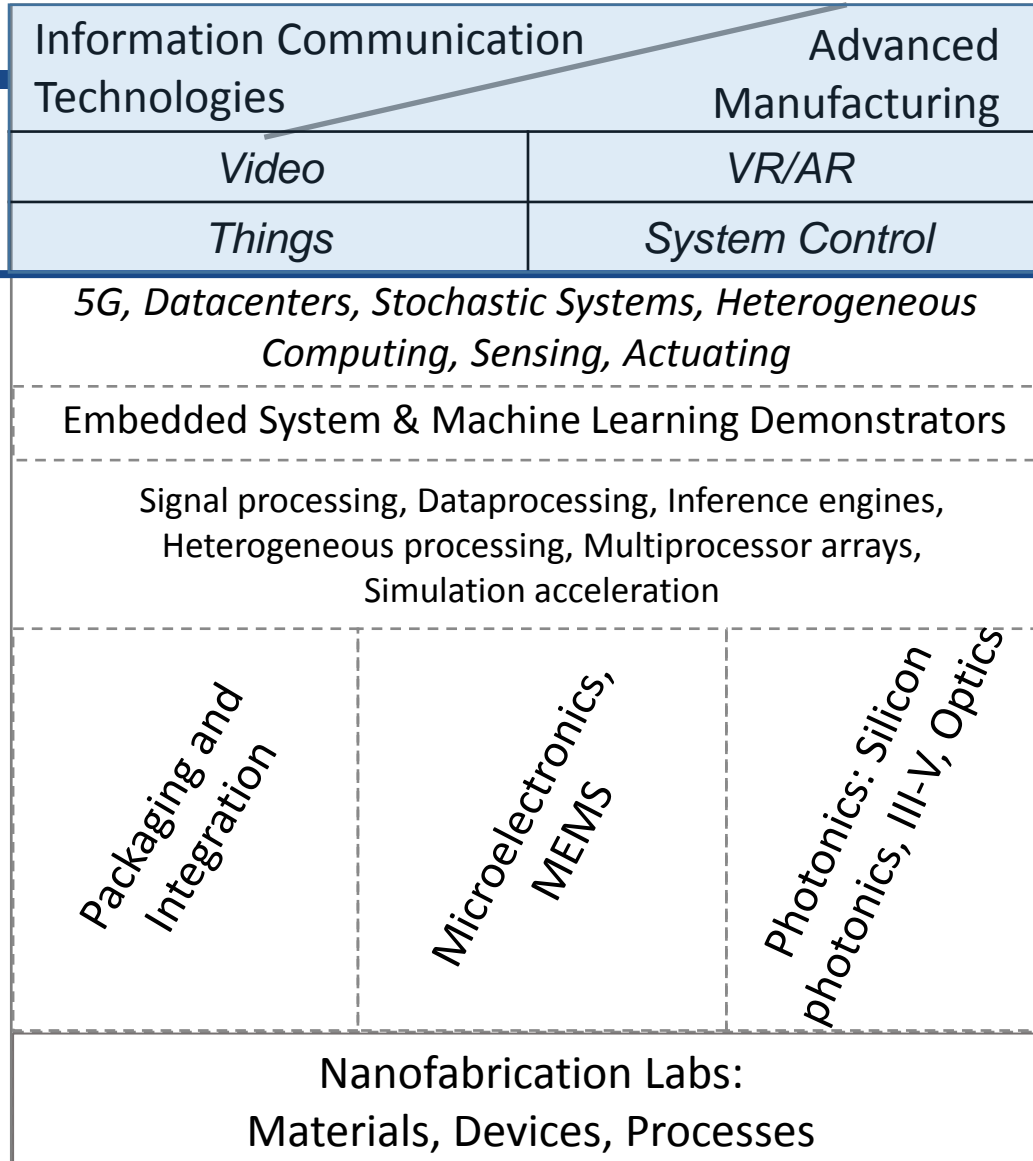 Information Communication
Technologies
Advanced
Manufacturing
Video
VR/AR
Things
System Control
5G, Datacenters, Stochastic Systems, Heterogeneous
Computing, Sensing, Actuating
Embedded System & Machine Learning Demonstrators
Signal processing, Dataprocessing, Inference engines,
Heterogeneous processing, Multiprocessor arrays,
Simulation acceleration
Packaging and
Integration
Microelectronics,
MEMS
Photonics: Silicon
photonics, III-V, Optics
Nanofabrication Labs:
Materials, Devices, Processes